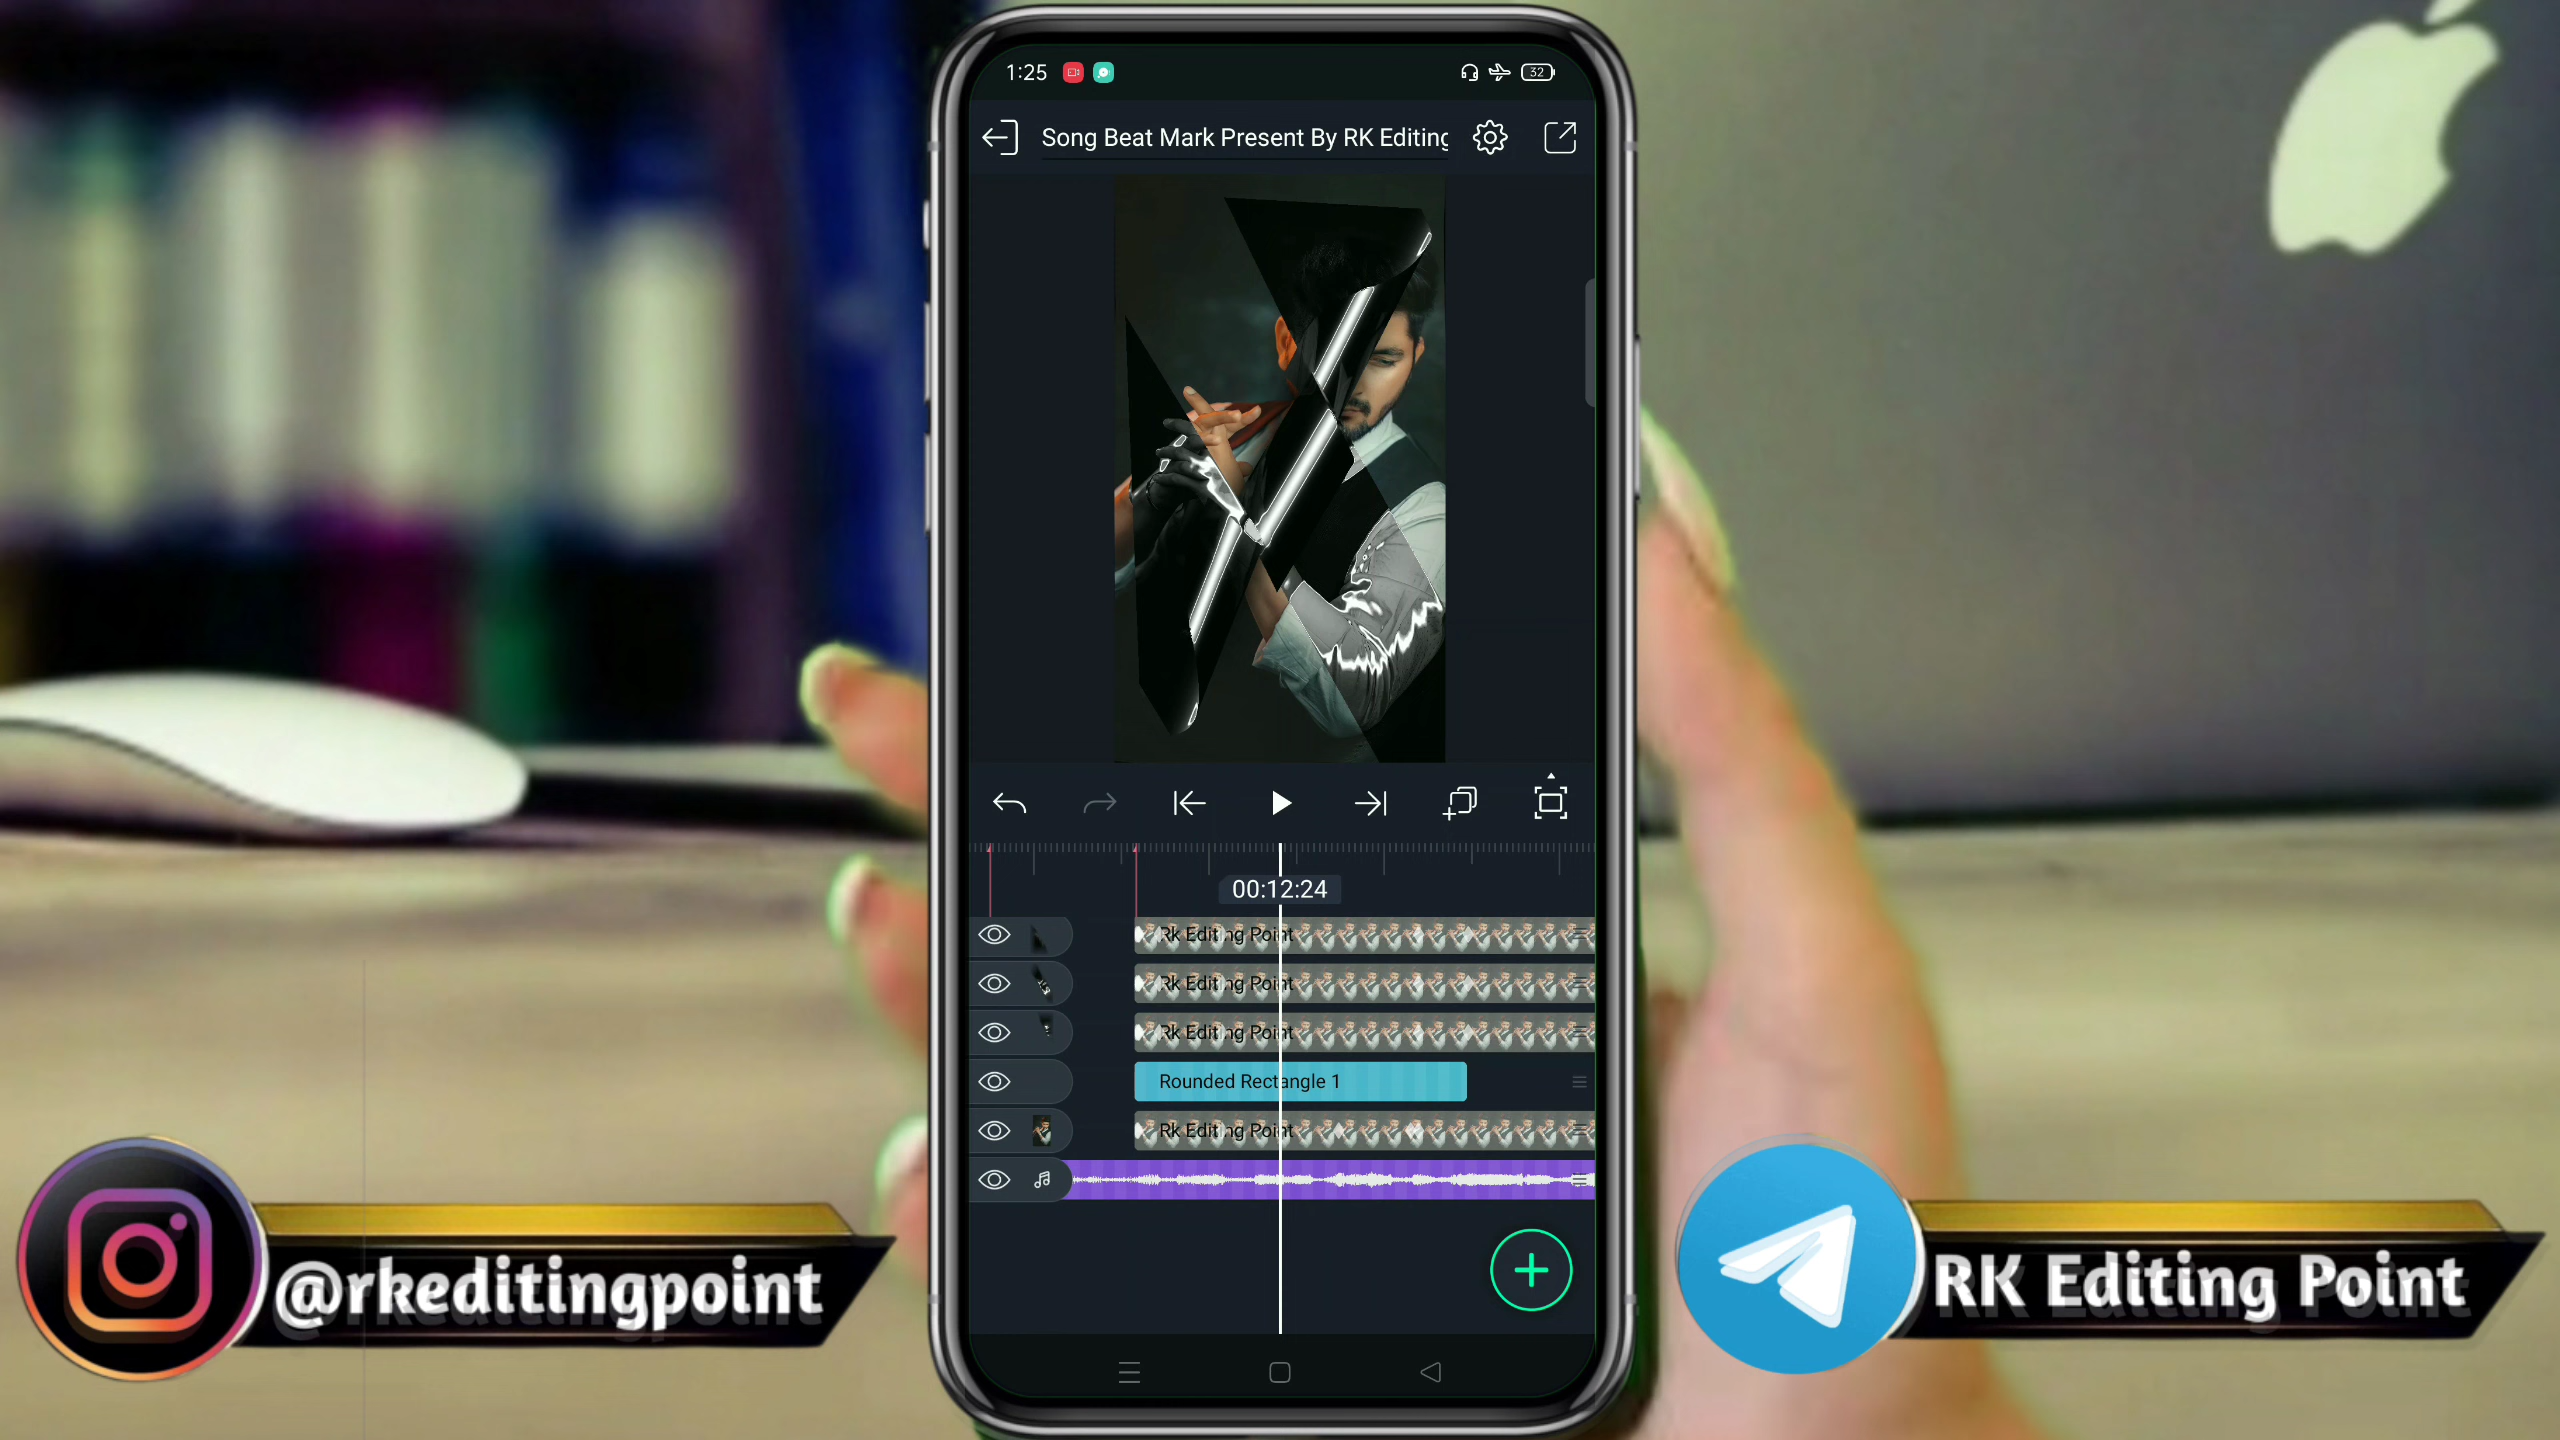 1:25
32
Song Beat Mark Present By RK Editing
00:12:24
Rk Editing Point
Rk Editing Point
Rk Editing Point
Rounded Rectangle 1
Rk Editing Point
@rkeditingpoint
RK Editing Point